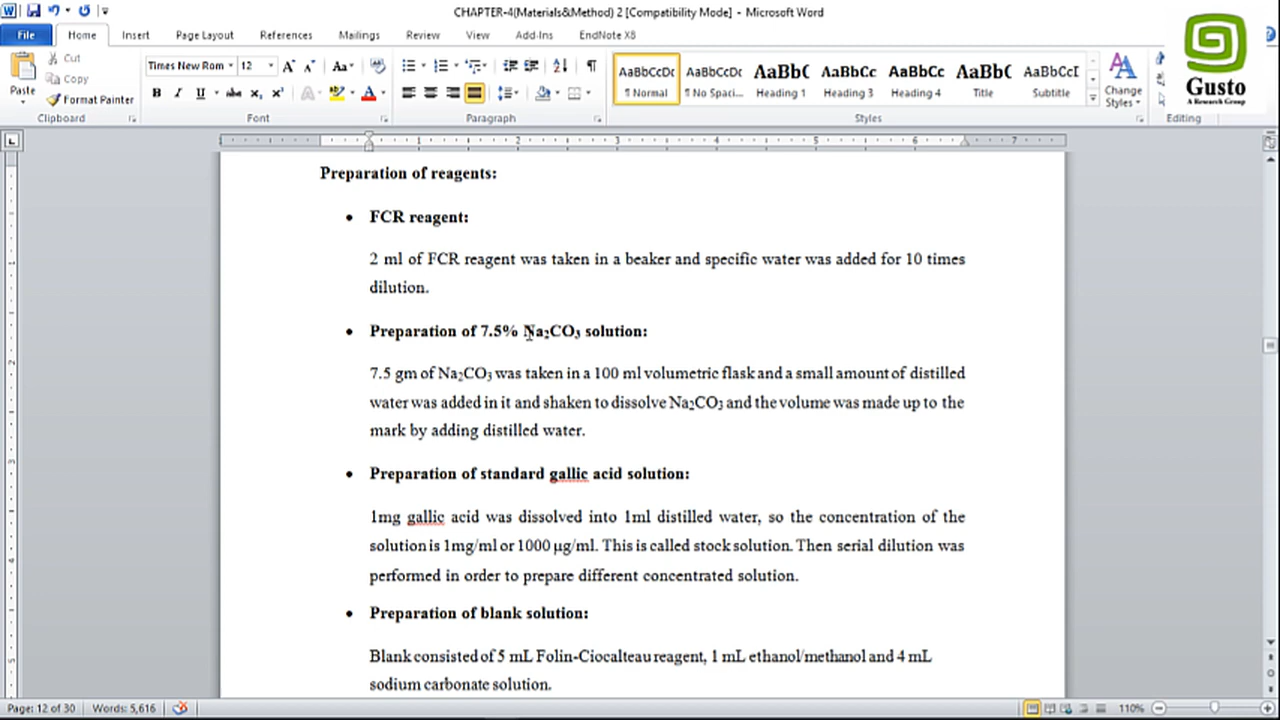 CHAPTER-4(Materials&Method) 2 [Compatibility Mode] - Microsoft Word
File Home Insert Page Layout References Mailings Review View Add-Ins EndNote X8
Gusto
A Research Group
Paste
Cut
Copy
Format Painter
Clipboard
Times New Rom 12
Font
Paragraph
AaBbCcDc AaBbCcDc AaBb( AaBbCc AaBbCc AaBb( AaBbCcI
¶ Normal ¶ No Spaci... Heading 1 Heading 3 Heading 4 Title Subtitle
Change Styles
Styles
Editing
Preparation of reagents:
• FCR reagent:
2 ml of FCR reagent was taken in a beaker and specific water was added for 10 times
dilution.
• Preparation of 7.5% Na₂CO₃ solution:
7.5 gm of Na₂CO₃ was taken in a 100 ml volumetric flask and a small amount of distilled
water was added in it and shaken to dissolve Na₂CO₃ and the volume was made up to the
mark by adding distilled water.
• Preparation of standard gallic acid solution:
1mg gallic acid was dissolved into 1ml distilled water, so the concentration of the
solution is 1mg/ml or 1000 µg/ml. This is called stock solution. Then serial dilution was
performed in order to prepare different concentrated solution.
• Preparation of blank solution:
Blank consisted of 5 mL Folin-Ciocalteau reagent, 1 mL ethanol/methanol and 4 mL
sodium carbonate solution.
Page: 12 of 30 Words: 5,616 110%